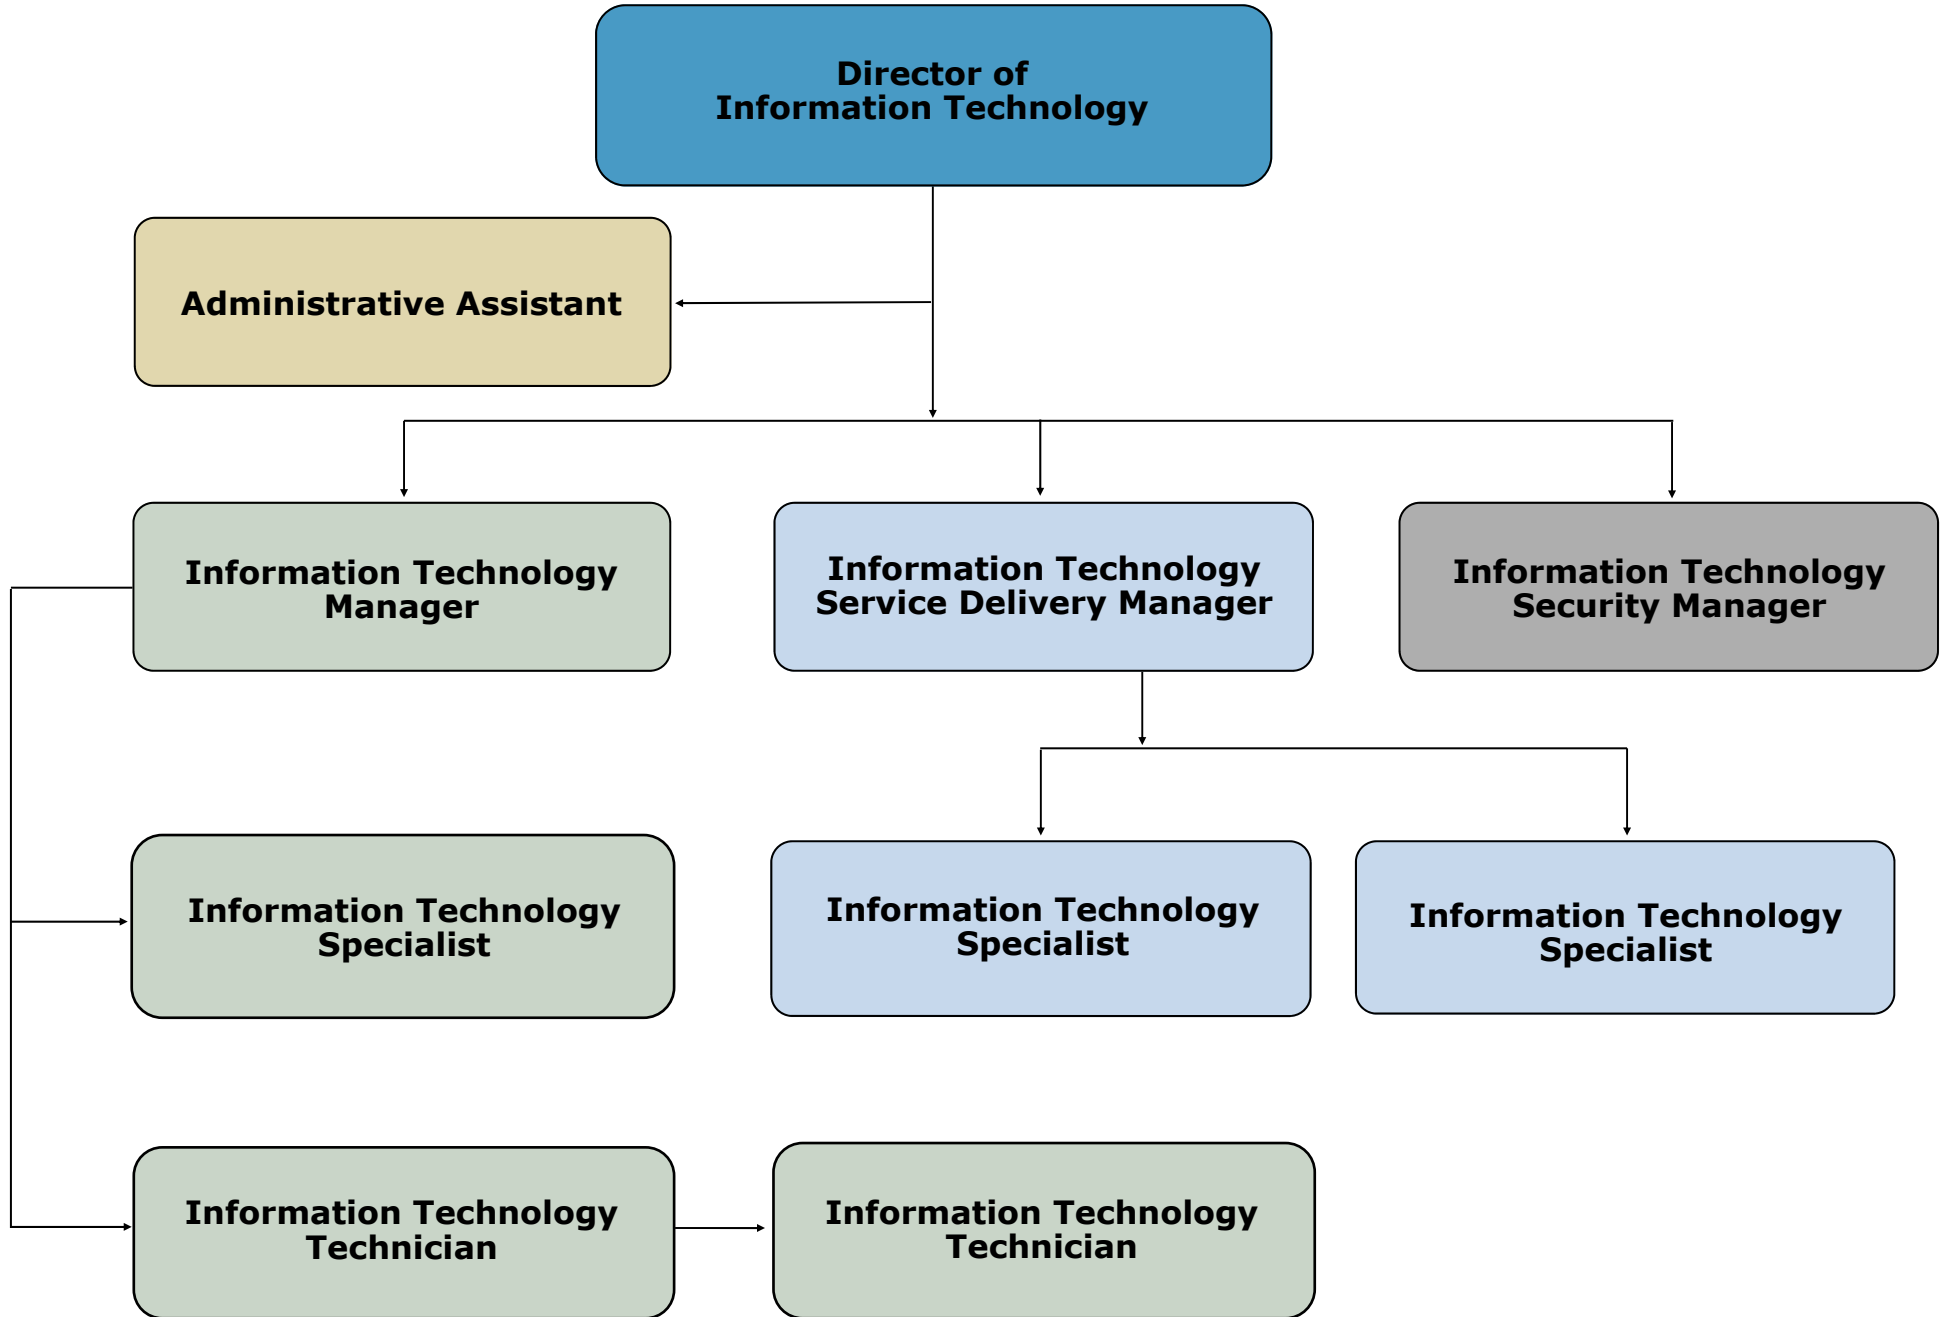 Director of
Information Technology
Administrative Assistant
Information Technology
Manager
Information Technology
Service Delivery Manager
Information Technology
Security Manager
Information Technology
Specialist
Information Technology
Specialist
Information Technology
Specialist
Information Technology
Technician
Information Technology
Technician